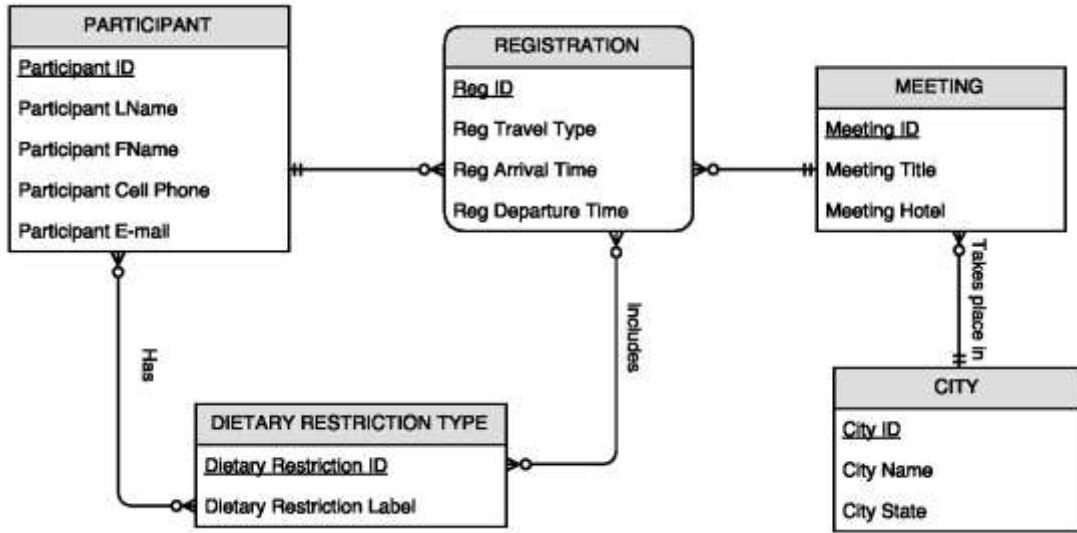 PARTICIPANT
Participant ID
Participant LName
Participant FName
Participant Cell Phone
Participant E-mail
REGISTRATION
Reg ID
Reg Travel Type
Reg Arrival Time
Reg Departure Time
MEETING
Meeting ID
Meeting Title
Meeting Hotel
Has
Includes
Takes place in
DIETARY RESTRICTION TYPE
Dietary Restriction ID
Dietary Restriction Label
CITY
City ID
City Name
City State